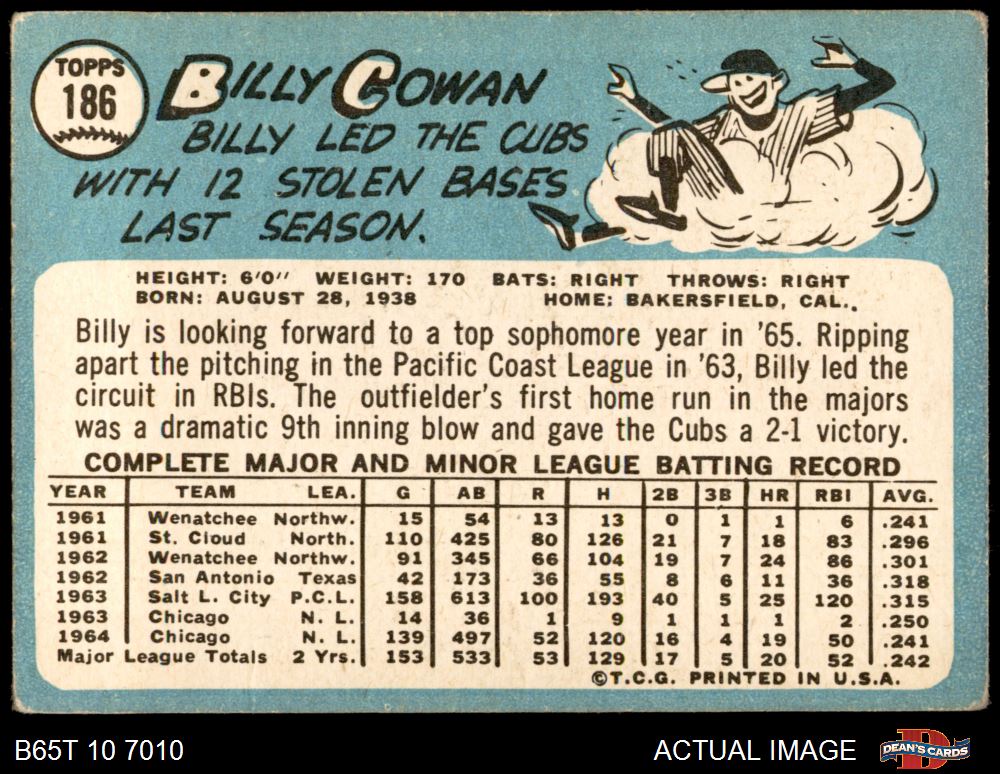 TOPPS
186
BILLY COWAN
BILLY LED THE CUBS
WITH 12 STOLEN BASES
LAST SEASON.
HEIGHT: 6'0" WEIGHT: 170 BATS: RIGHT THROWS: RIGHT
BORN: AUGUST 28, 1938 HOME: BAKERSFIELD, CAL.
Billy is looking forward to a top sophomore year in '65. Ripping
apart the pitching in the Pacific Coast League in '63, Billy led the
circuit in RBIs. The outfielder's first home run in the majors
was a dramatic 9th inning blow and gave the Cubs a 2-1 victory.
COMPLETE MAJOR AND MINOR LEAGUE BATTING RECORD
YEAR TEAM LEA. G AB R H 2B 3B HR RBI AVG.
1961 Wenatchee Northw. 15 54 13 13 0 1 1 6 .241
1961 St. Cloud North. 110 425 80 126 21 7 18 83 .296
1962 Wenatchee Northw. 91 345 66 104 19 7 24 86 .301
1962 San Antonio Texas 42 173 36 55 8 6 11 36 .318
1963 Salt L. City P.C.L. 158 613 100 193 40 5 25 120 .315
1963 Chicago N. L. 14 36 1 9 1 1 1 2 .250
1964 Chicago N. L. 139 497 52 120 16 4 19 50 .241
Major League Totals 2 Yrs. 153 533 53 129 17 5 20 52 .242
©T.C.G. PRINTED IN U.S.A.
B65T 10 7010 ACTUAL IMAGE DEAN'S CARDS